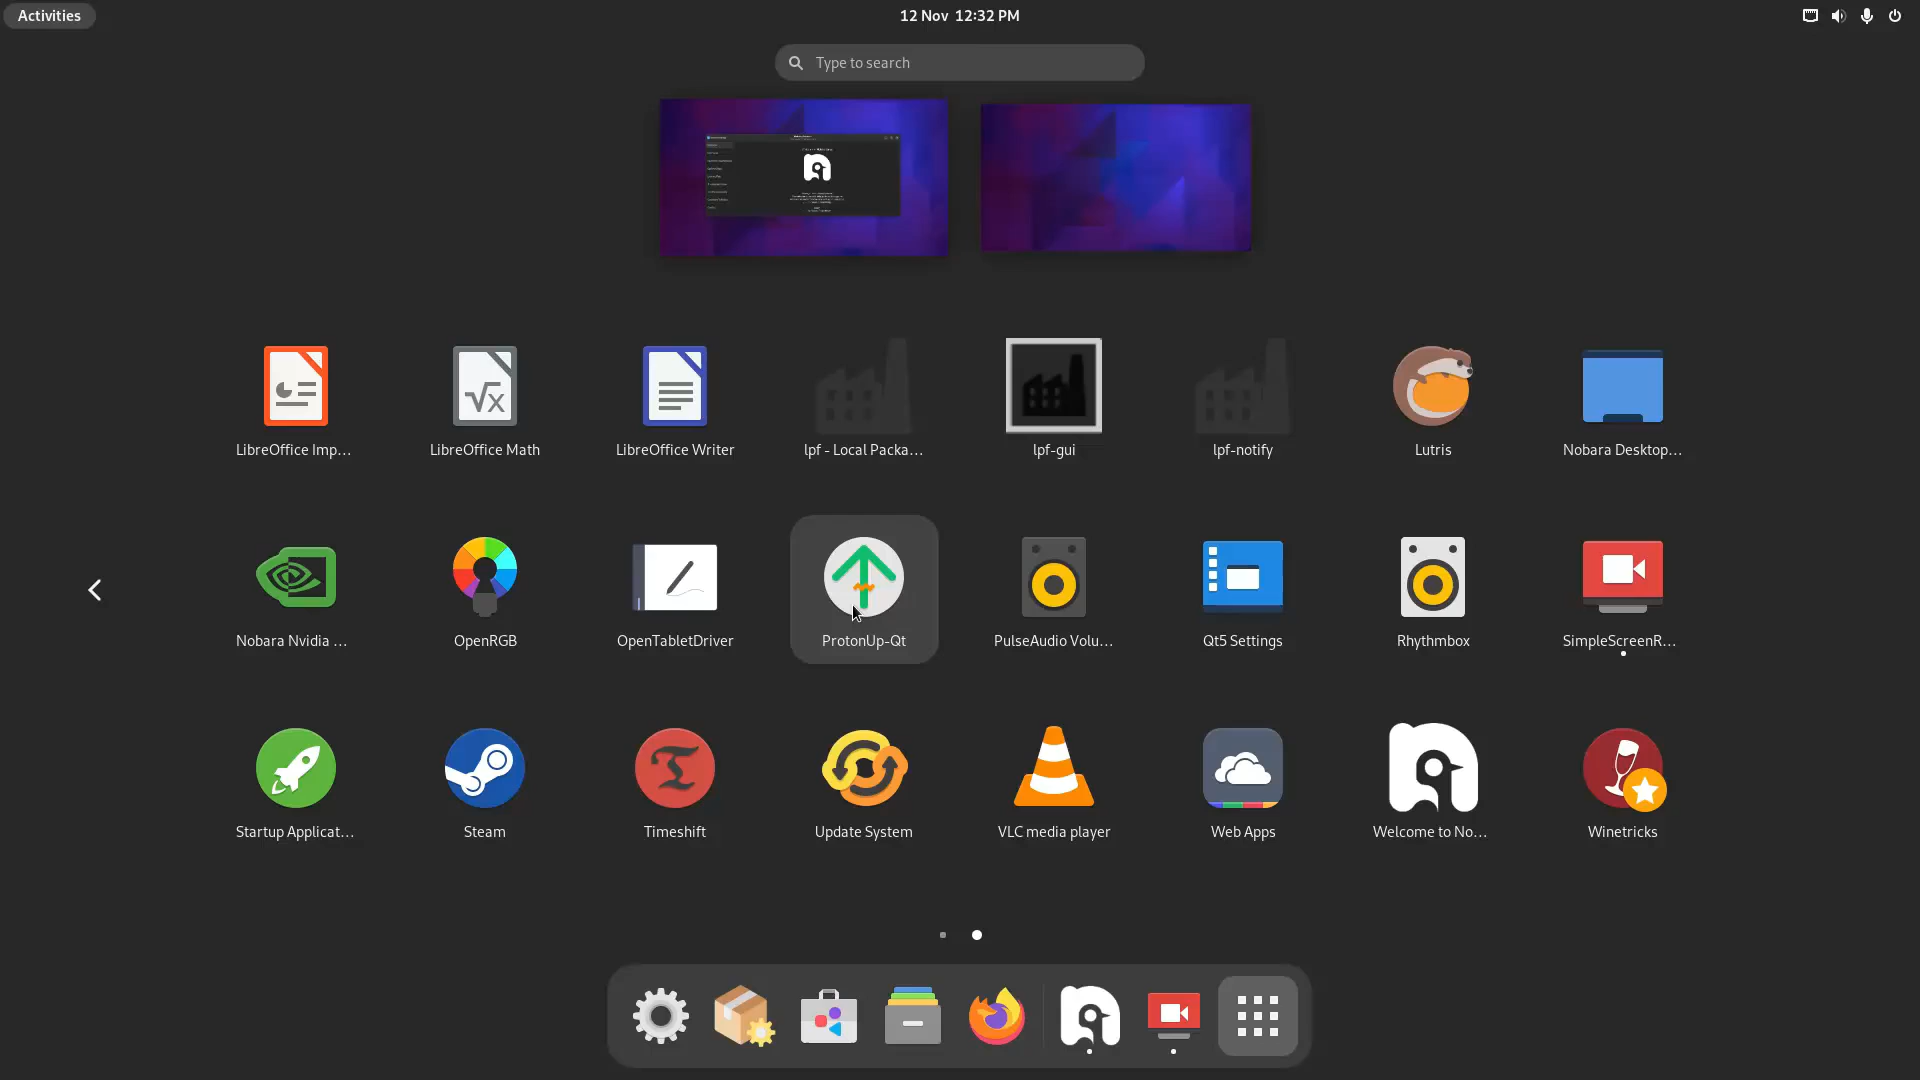 Activities
12 Nov 12:32 PM
Type to search
LibreOffice Imp...
LibreOffice Math
LibreOffice Writer
lpf - Local Packa...
lpf-gui
lpf-notify
Lutris
Nobara Desktop...
Nobara Nvidia ...
OpenRGB
OpenTabletDriver
ProtonUp-Qt
PulseAudio Volu...
Qt5 Settings
Rhythmbox
SimpleScreenR...
Startup Applicat...
Steam
Timeshift
Update System
VLC media player
Web Apps
Welcome to No...
Winetricks